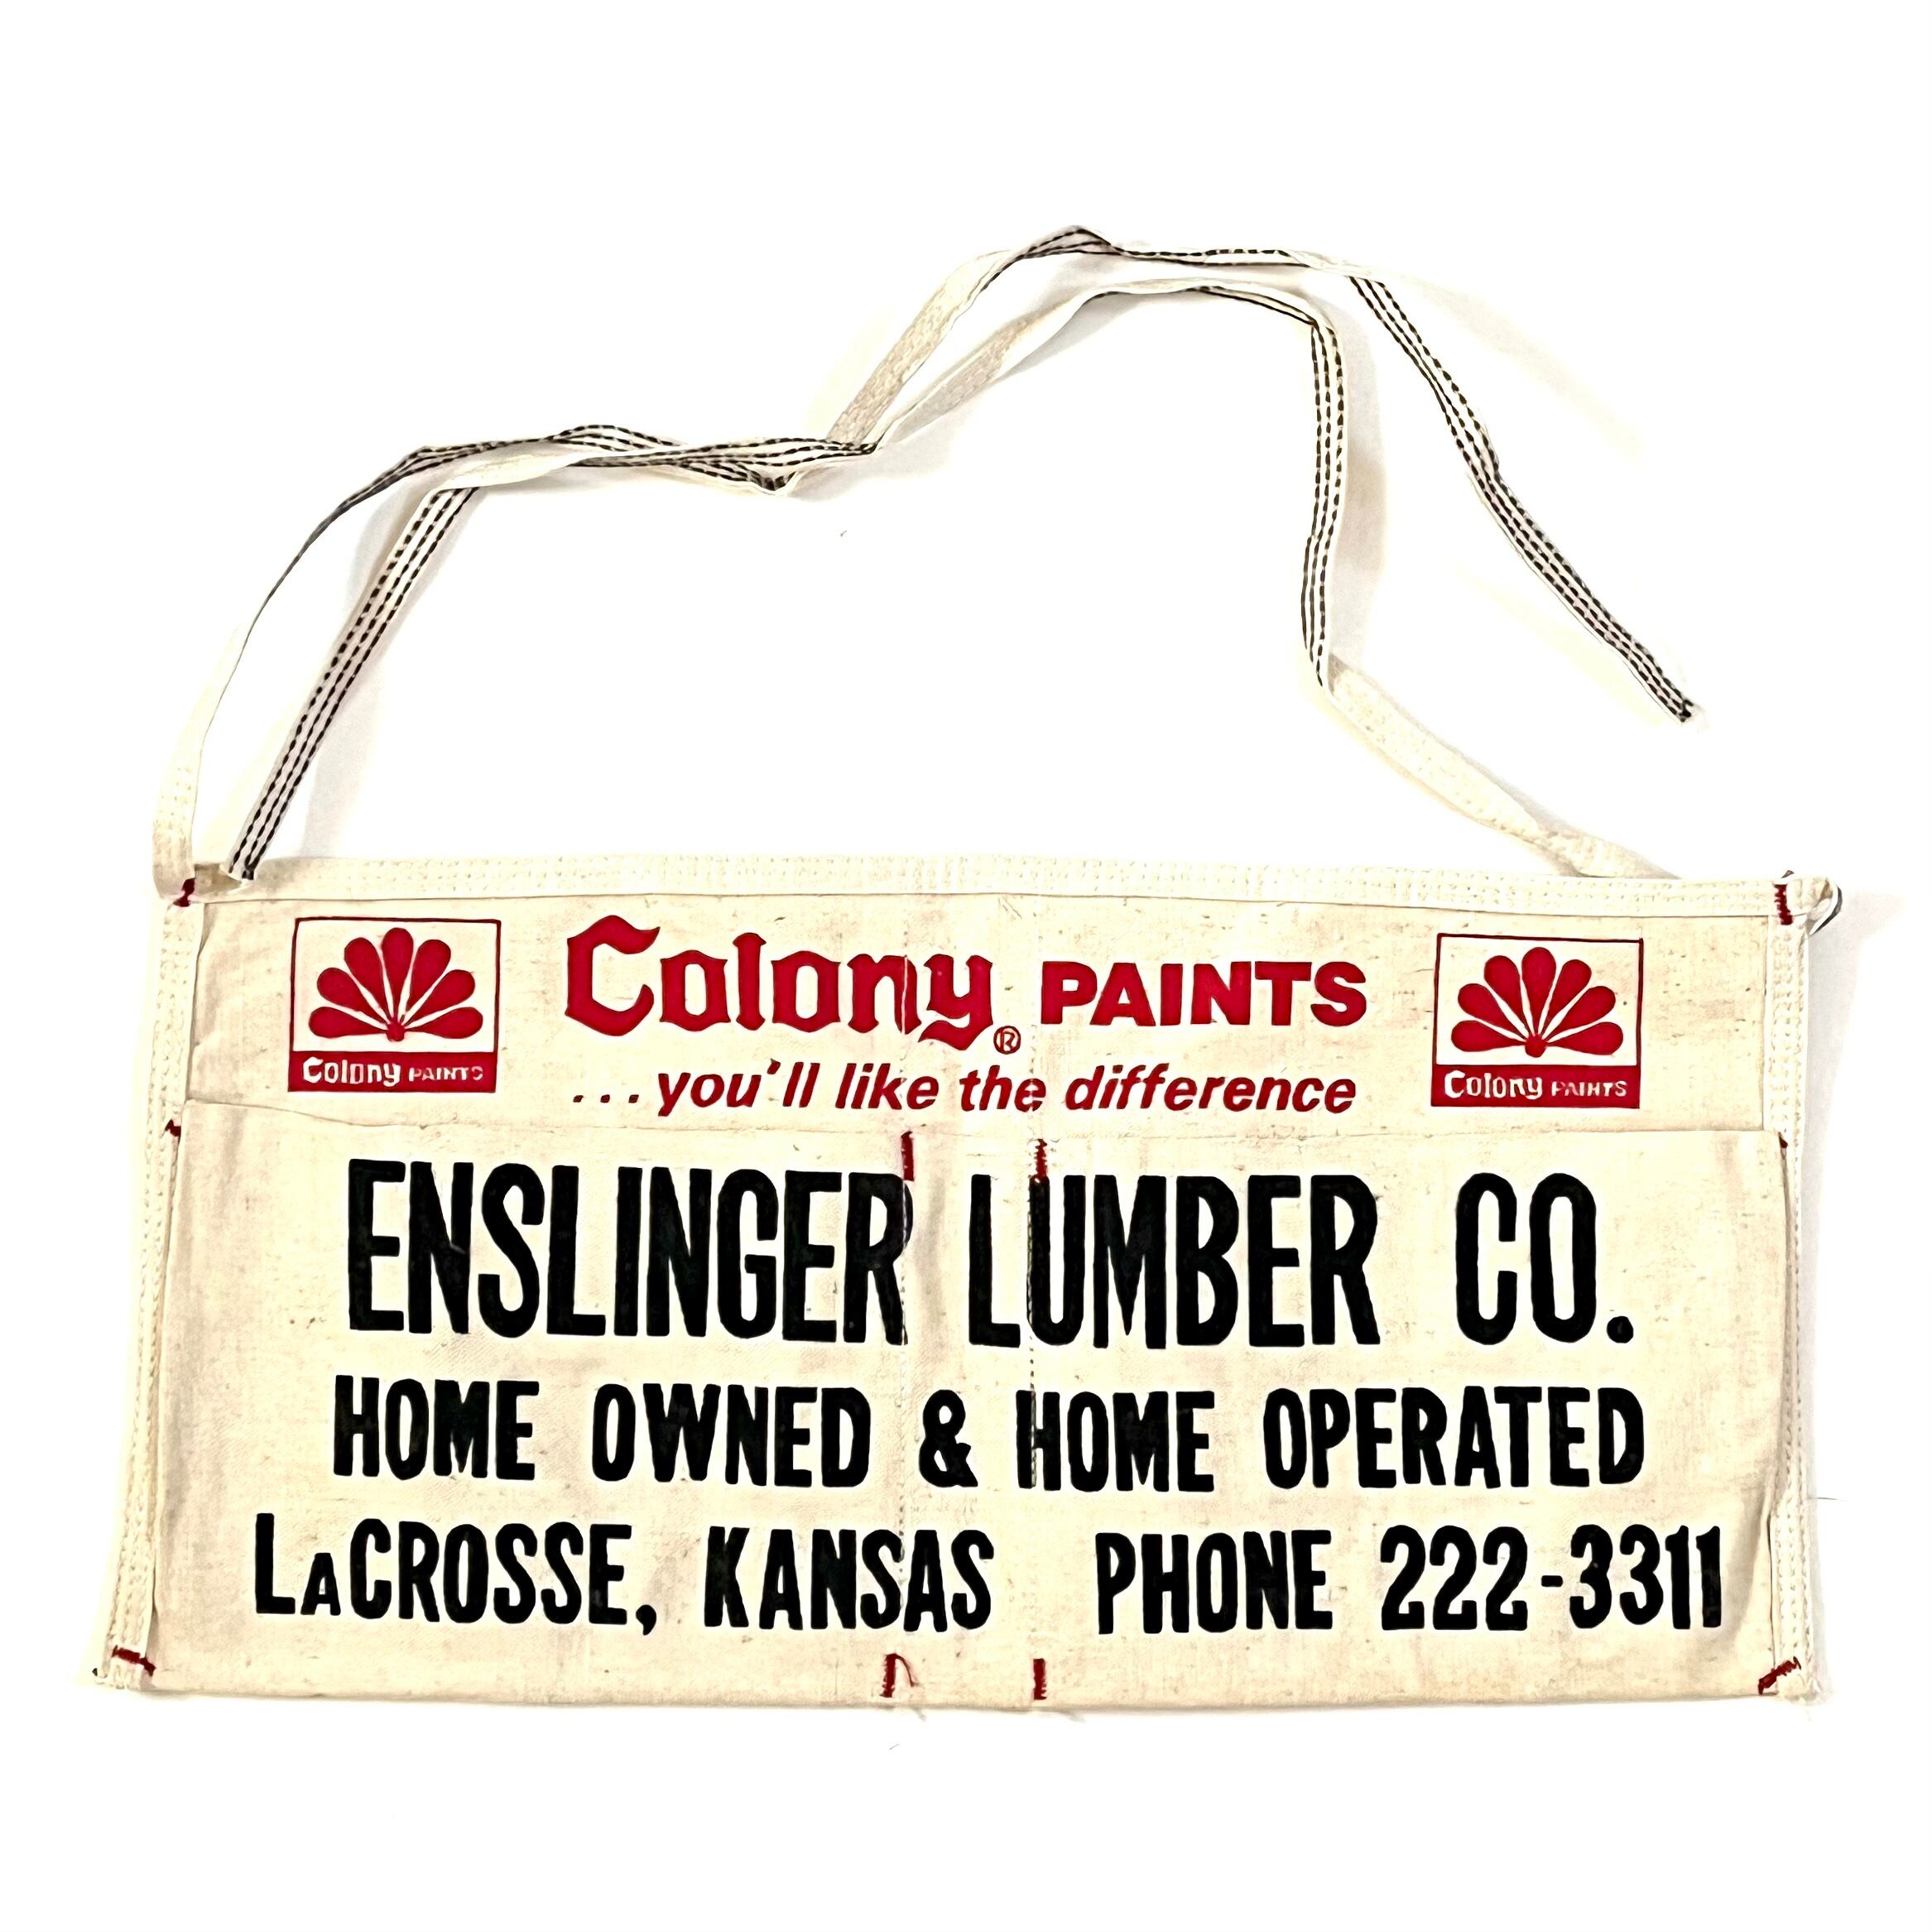 Colony® PAINTS
...you'll like the difference
Colony PAINTS
Colony PAINTS
ENSLINGER LUMBER CO.
HOME OWNED & HOME OPERATED
LaCROSSE, KANSAS PHONE 222-3311